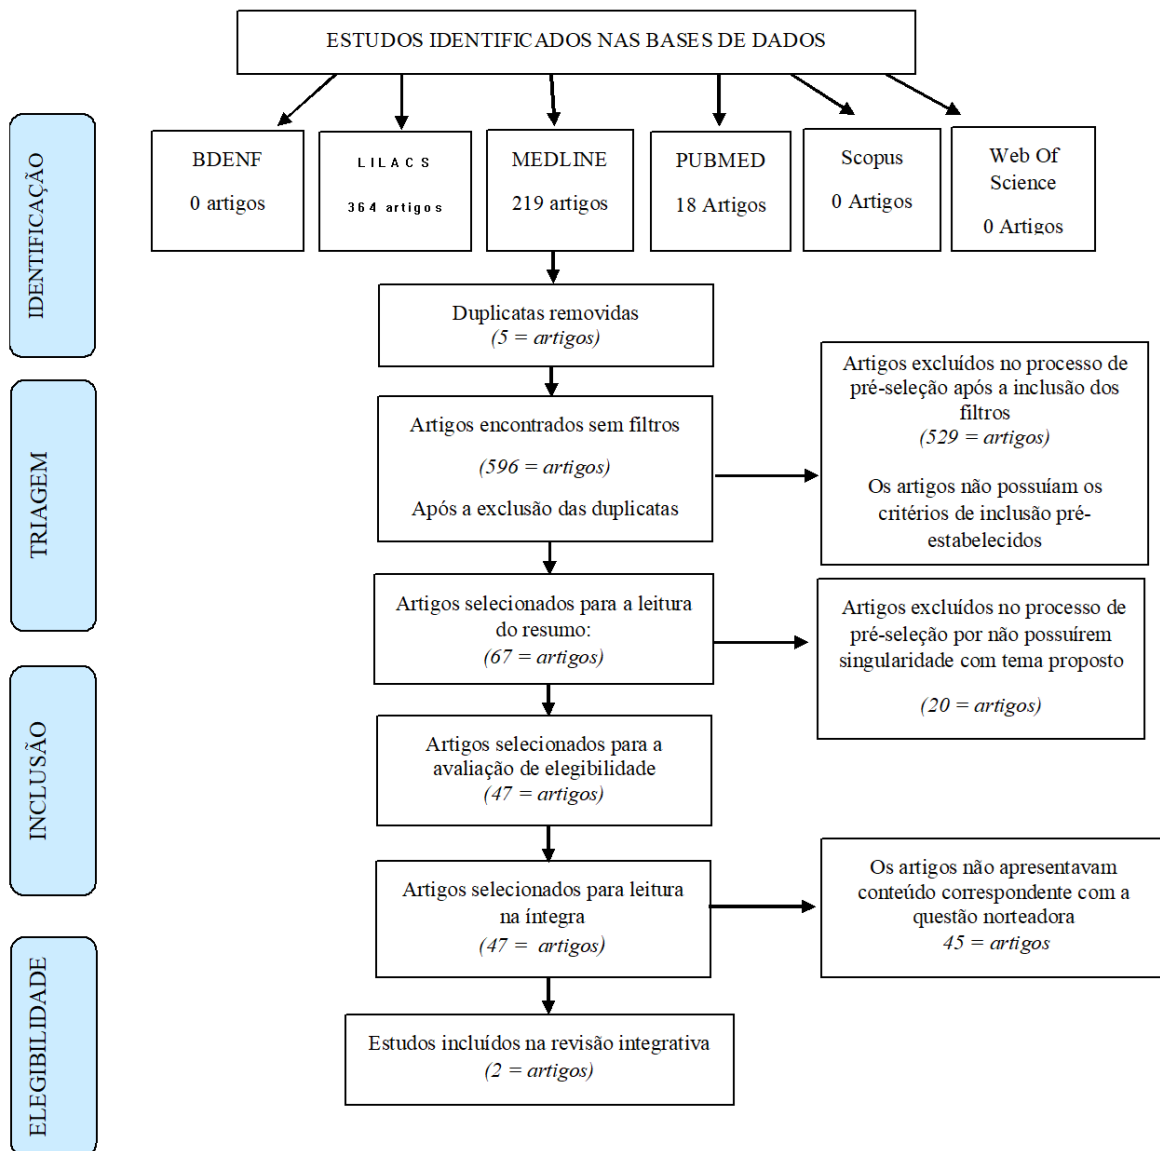 ESTUDOS IDENTIFICADOS NAS BASES DE DADOS
IDENTIFICAÇÃO
BDENF
0 artigos
LILACS
364 artigos
MEDLINE
219 artigos
PUBMED
18 Artigos
Scopus
0 Artigos
Web Of
Science
0 Artigos
Duplicatas removidas
(5 = artigos)
TRIAGEM
Artigos encontrados sem filtros
(596 = artigos)
Após a exclusão das duplicatas
Artigos excluídos no processo de
pré-seleção após a inclusão dos
filtros
(529 = artigos)
Os artigos não possuíam os
critérios de inclusão pré-
estabelecidos
Artigos selecionados para a leitura
do resumo:
(67 = artigos)
Artigos excluídos no processo de
pré-seleção por não possuírem
singularidade com tema proposto
(20 = artigos)
INCLUSÃO
Artigos selecionados para a
avaliação de elegibilidade
(47 = artigos)
Artigos selecionados para leitura
na íntegra
(47 = artigos)
Os artigos não apresentavam
conteúdo correspondente com a
questão norteadora
45 = artigos
ELEGIBILIDADE
Estudos incluídos na revisão integrativa
(2 = artigos)